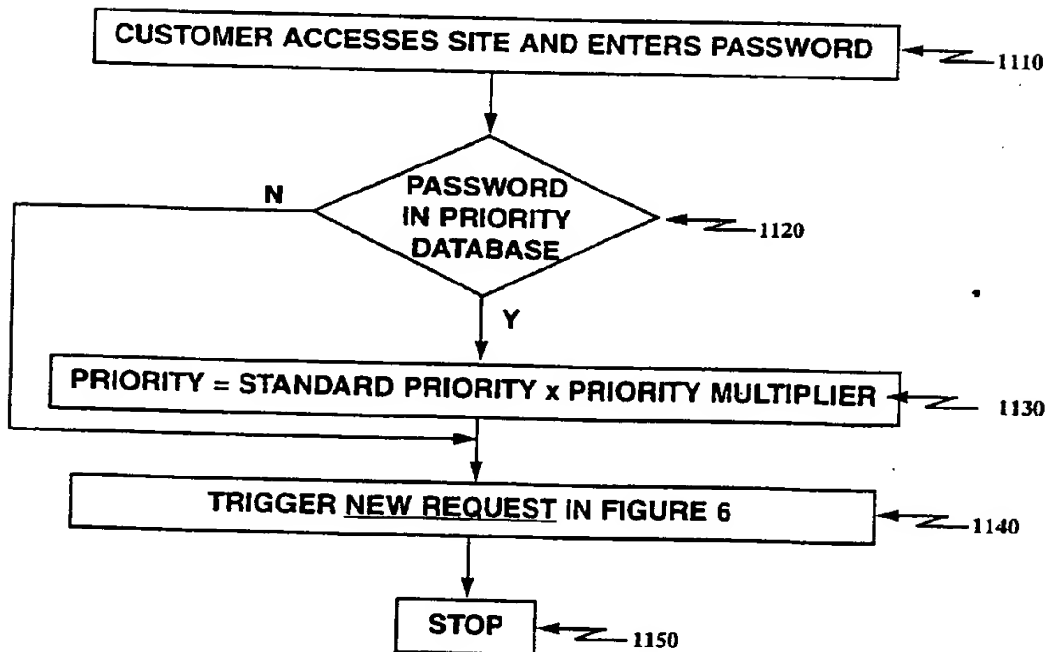 CUSTOMER ACCESSES SITE AND ENTERS PASSWORD
1110
PASSWORD
IN PRIORITY
DATABASE
N
1120
Y
PRIORITY = STANDARD PRIORITY x PRIORITY MULTIPLIER
1130
TRIGGER NEW REQUEST IN FIGURE 6
1140
STOP
1150